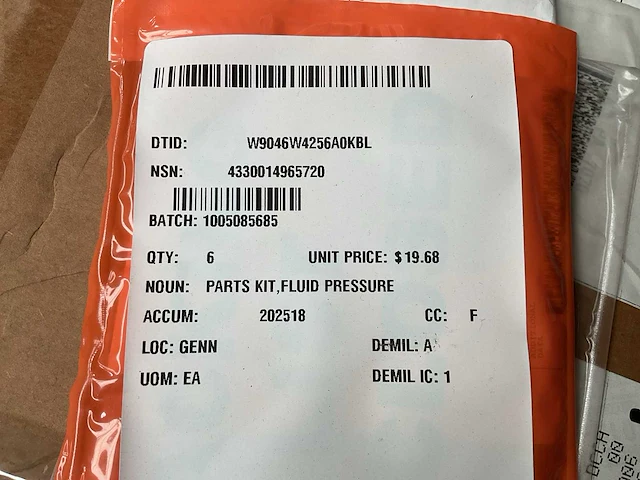 DTID: W9046W4256A0KBL
NSN: 4330014965720
BATCH: 1005085685
QTY: 6 UNIT PRICE: $19.68
NOUN: PARTS KIT,FLUID PRESSURE
ACCUM: 202518 CC: F
LOC: GENN DEMIL: A
UOM: EA DEMIL IC: 1